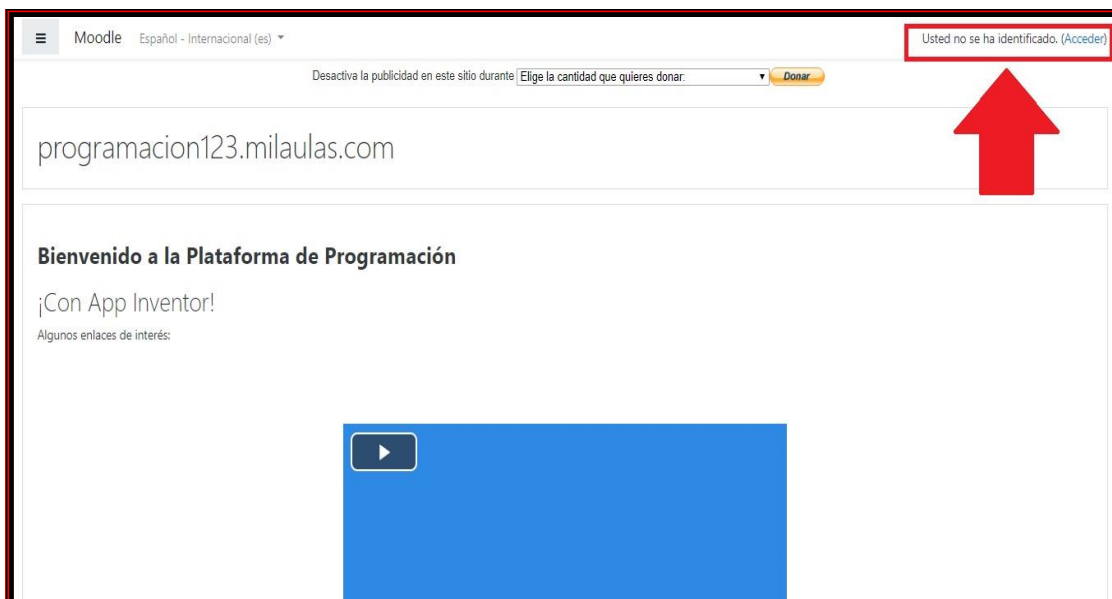 Moodle Español - Internacional (es)
Usted no se ha identificado. (Acceder)
Desactiva la publicidad en este sitio durante Elige la cantidad que quieres donar: Donar
programacion123.milaulas.com
Bienvenido a la Plataforma de Programación
¡Con App Inventor!
Algunos enlaces de interés: